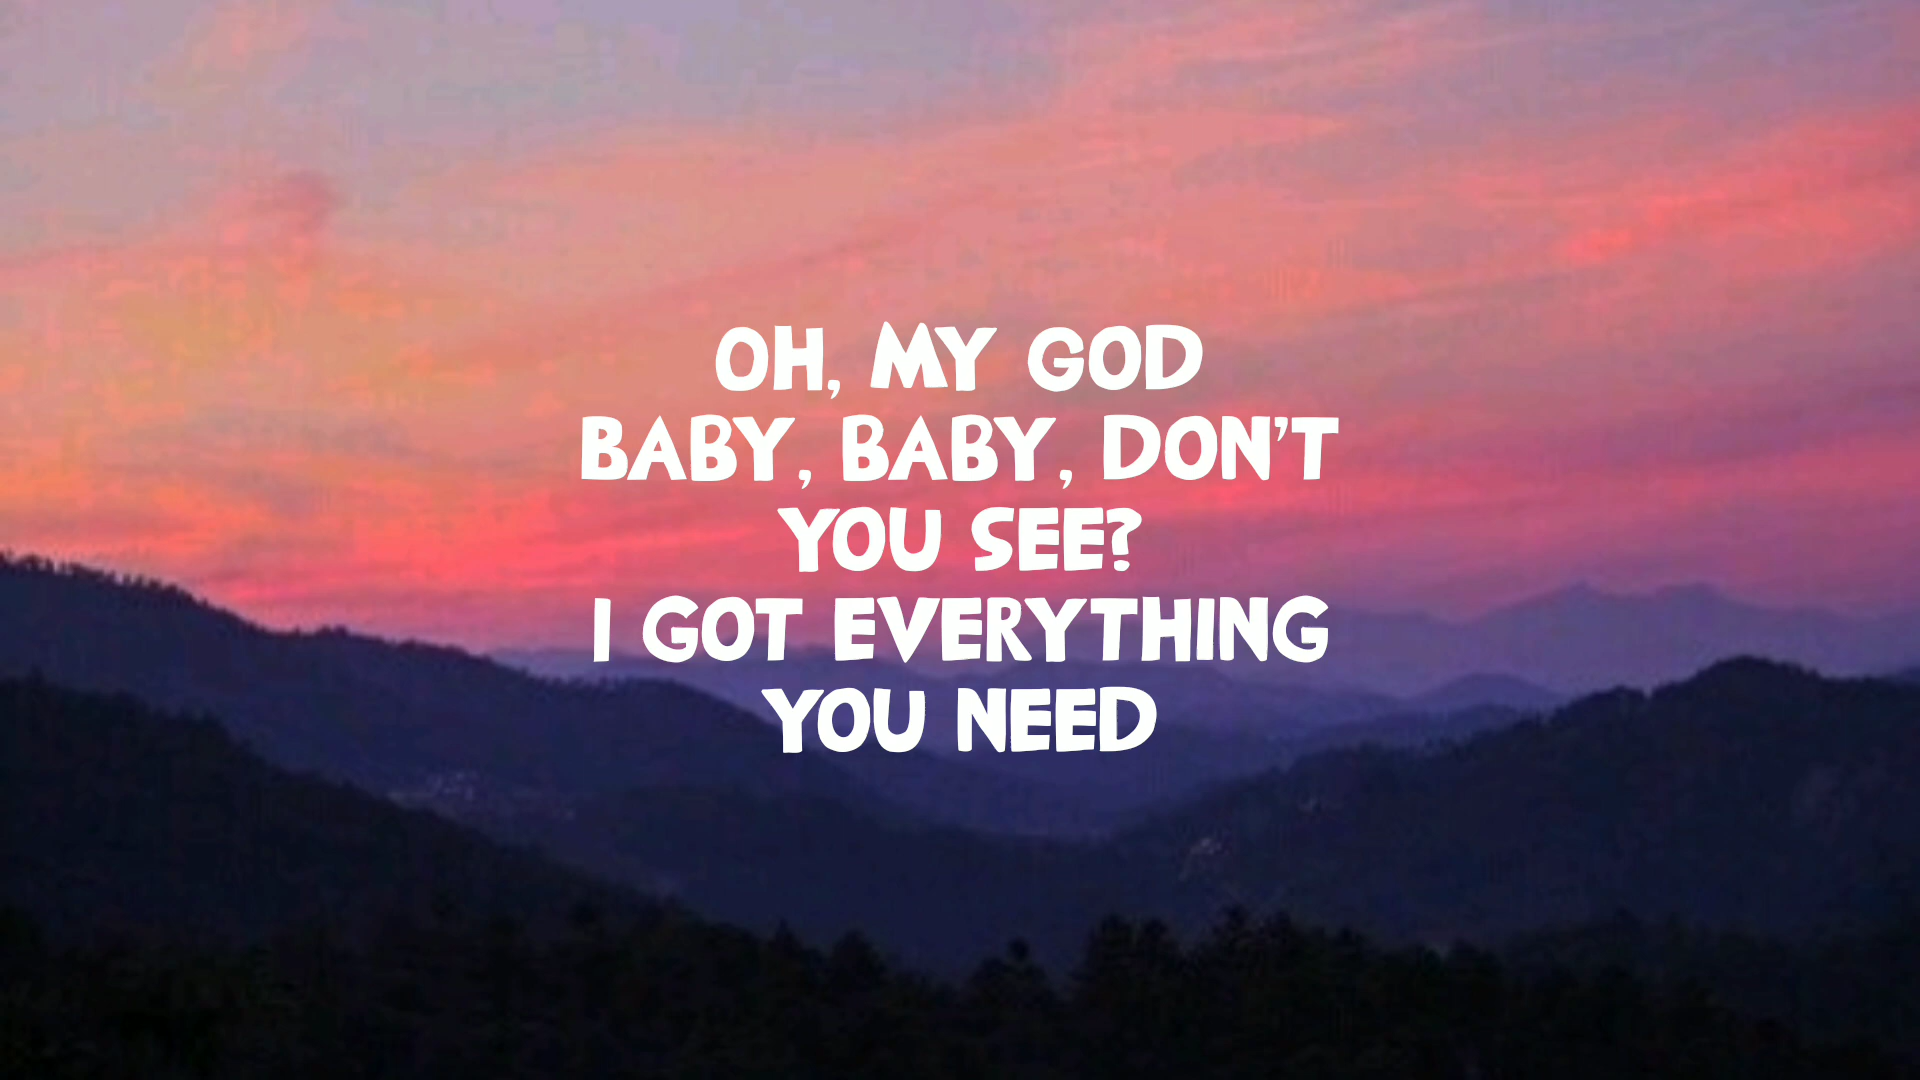 OH, MY GOD
BABY, BABY, DON'T
YOU SEE?
I GOT EVERYTHING
YOU NEED